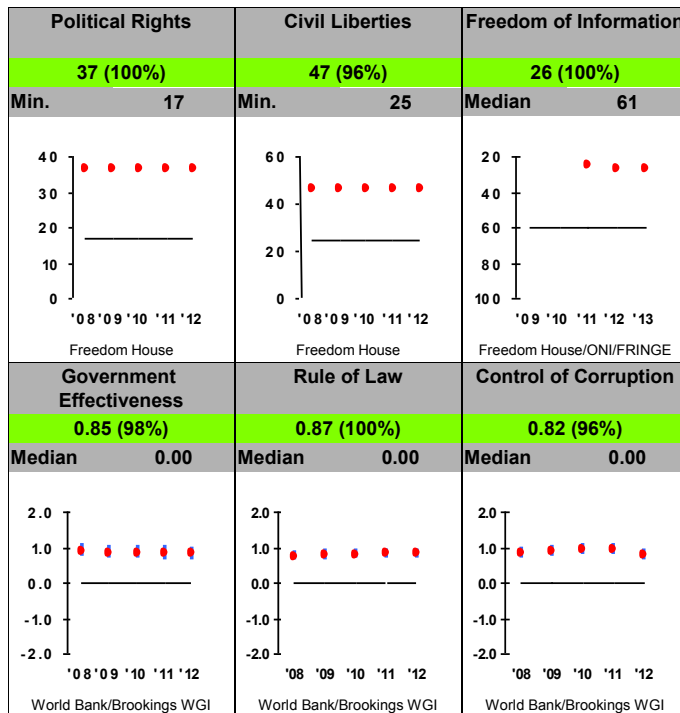 Political Rights
37 (100%)
Min. 17
40
30
20
10
0
'08 '09 '10 '11 '12
Freedom House
Civil Liberties
47 (96%)
Min. 25
60
40
20
0
'08 '09 '10 '11 '12
Freedom House
Freedom of Information
26 (100%)
Median 61
20
40
60
80
100
'09 '10 '11 '12 '13
Freedom House/ONI/FRINGE
Government
Effectiveness
0.85 (98%)
Median 0.00
2.0
1.0
0.0
-1.0
-2.0
'08 '09 '10 '11 '12
World Bank/Brookings WGI
Rule of Law
0.87 (100%)
Median 0.00
2.0
1.0
0.0
-1.0
-2.0
'08 '09 '10 '11 '12
World Bank/Brookings WGI
Control of Corruption
0.82 (96%)
Median 0.00
2.0
1.0
0.0
-1.0
-2.0
'08 '09 '10 '11 '12
World Bank/Brookings WGI